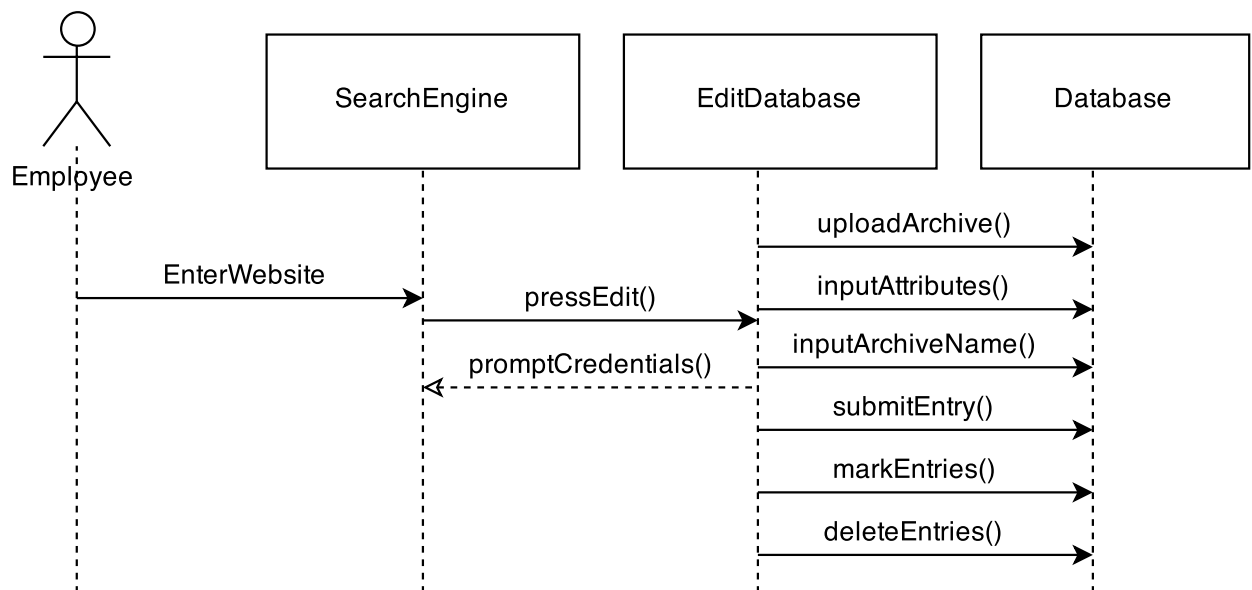 Employee
SearchEngine
EditDatabase
Database
uploadArchive()
EnterWebsite
inputAttributes()
pressEdit()
inputArchiveName()
promptCredentials()
submitEntry()
markEntries()
deleteEntries()